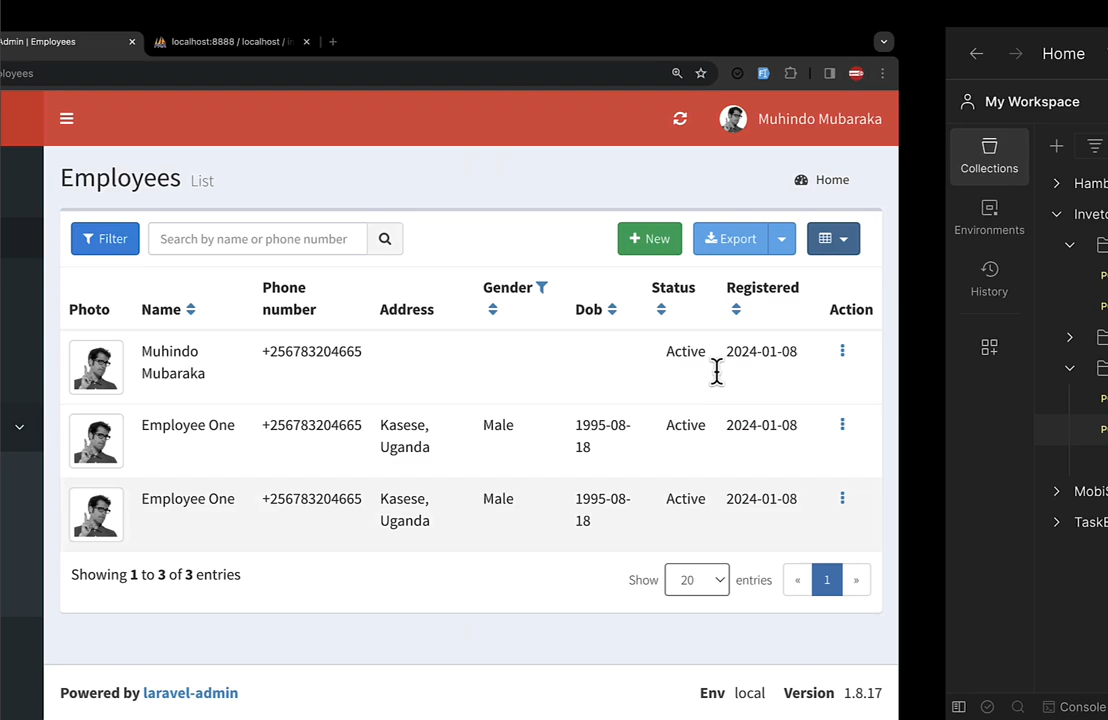 Admin | Employees
localhost:8888 / localhost / i
ployees
Muhindo Mubaraka
Employees List
Home
Filter
Search by name or phone number
New
Export
Photo
Name
Phone
number
Address
Gender
Dob
Status
Registered
Action
Muhindo
Mubaraka
+256783204665
Active
2024-01-08
Employee One
+256783204665
Kasese,
Uganda
Male
1995-08-
18
Active
2024-01-08
Employee One
+256783204665
Kasese,
Uganda
Male
1995-08-
18
Active
2024-01-08
Showing 1 to 3 of 3 entries
Show 20 entries
« 1 »
Powered by laravel-admin
Env local Version 1.8.17
Home
My Workspace
Collections
Environments
History
Hamb
Inveto
MobiS
TaskE
Console